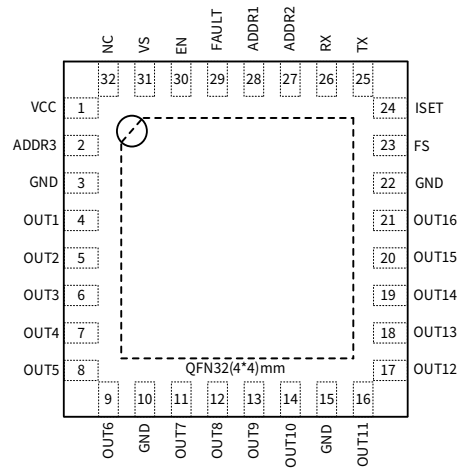 NC VS EN FAULT ADDR1 ADDR2 RX TX
32 31 30 29 28 27 26 25
VCC 1 24 ISET
ADDR3 2 23 FS
GND 3 22 GND
OUT1 4 21 OUT16
OUT2 5 20 OUT15
OUT3 6 19 OUT14
OUT4 7 18 OUT13
OUT5 8 QFN32(4*4)mm 17 OUT12
9 10 11 12 13 14 15 16
OUT6 GND OUT7 OUT8 OUT9 OUT10 GND OUT11